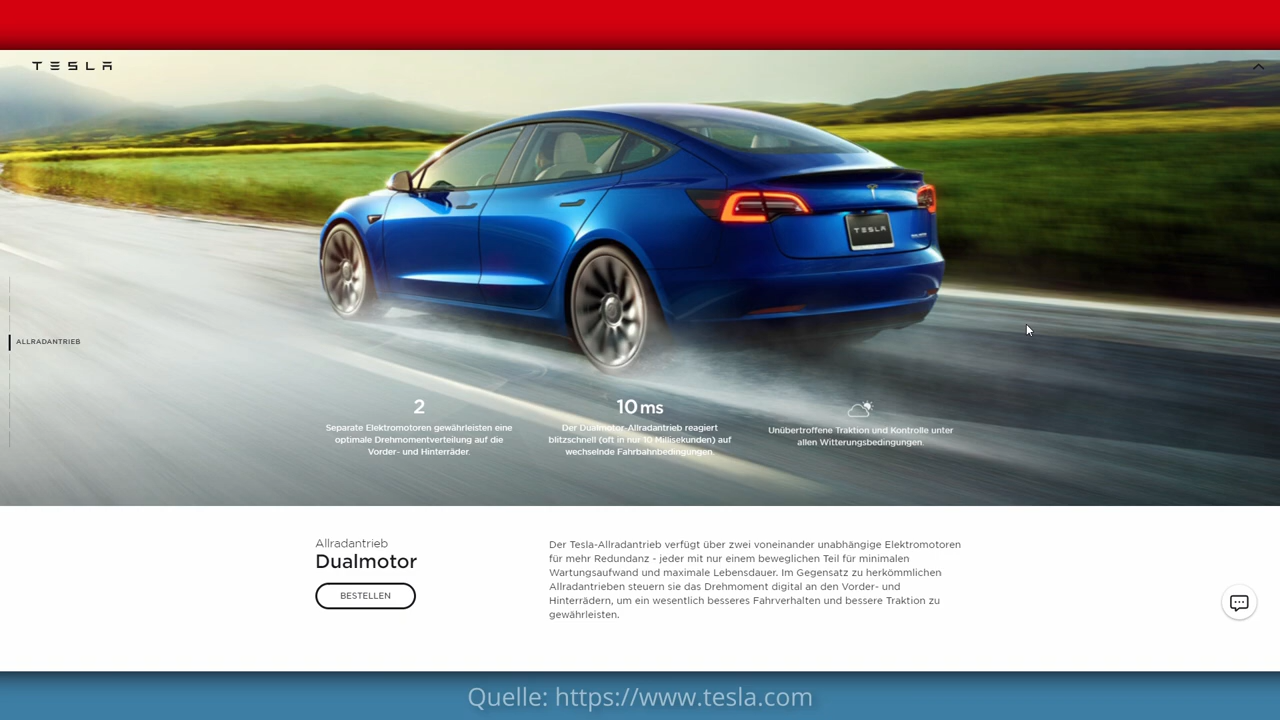 TESLA
TESLA
ALLRADANTRIEB
2
Separate Elektromotoren gewährleisten eine
optimale Drehmomentverteilung auf die
Vorder- und Hinterräder.
10 ms
Der Dualmotor-Allradantrieb reagiert
blitzschnell (oft in nur 10 Millisekunden) auf
wechselnde Fahrbahnbedingungen.
Unübertroffene Traktion und Kontrolle unter
allen Witterungsbedingungen.
Allradantrieb
Dualmotor
BESTELLEN
Der Tesla-Allradantrieb verfügt über zwei voneinander unabhängige Elektromotoren
für mehr Redundanz - jeder mit nur einem beweglichen Teil für minimalen
Wartungsaufwand und maximale Lebensdauer. Im Gegensatz zu herkömmlichen
Allradantrieben steuern sie das Drehmoment digital an den Vorder- und
Hinterrädern, um ein wesentlich besseres Fahrverhalten und bessere Traktion zu
gewährleisten.
Quelle: https://www.tesla.com